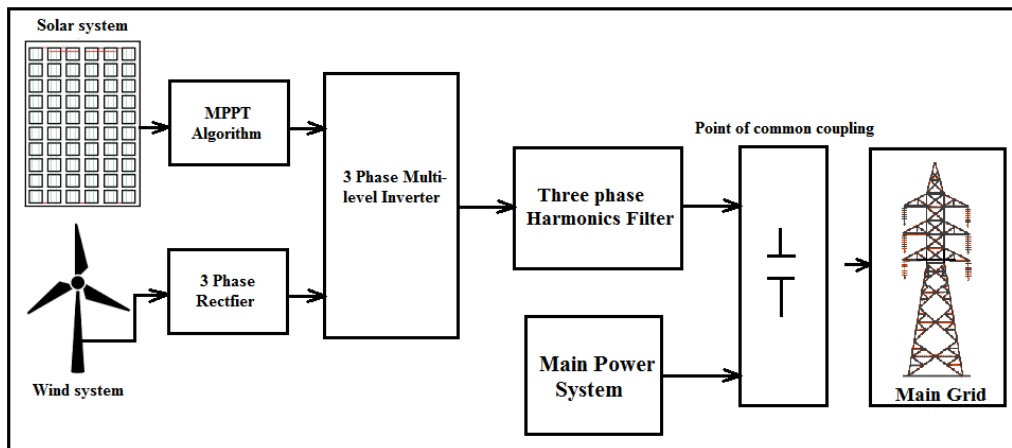 Solar system
MPPT
Algorithm
3 Phase Multi-
level Inverter
Three phase
Harmonics Filter
Point of common coupling
3 Phase
Rectfier
Wind system
Main Power
System
Main Grid